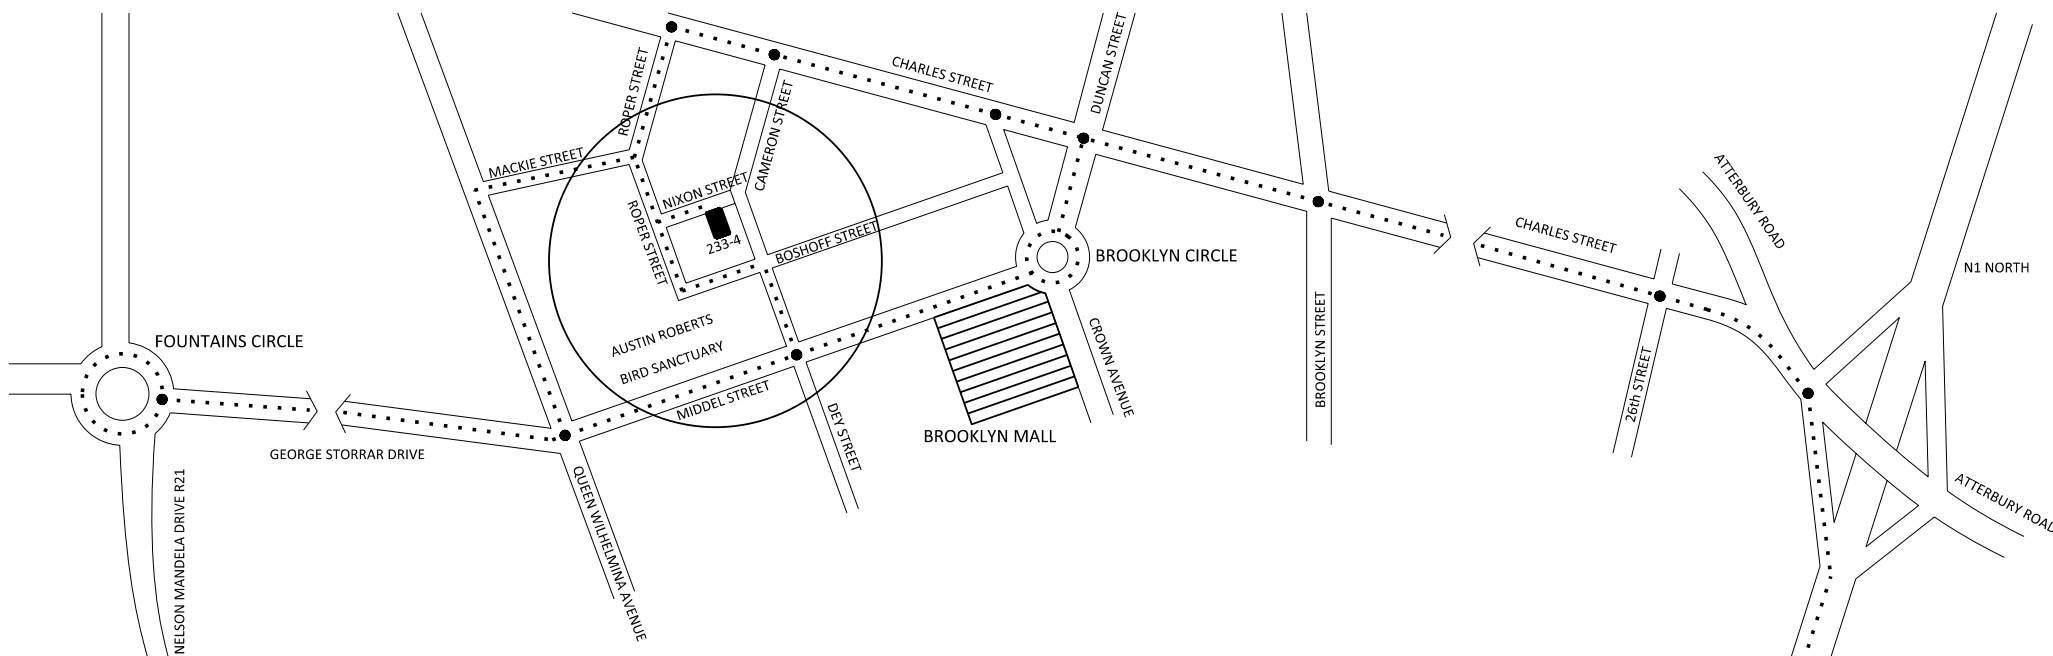 CHARLES STREET
DUNCAN STREET
ROPER STREET
CAMERON STREET
MACKIE STREET
NIXON STREET
ROPER STREET
233-4
BOSHOFF STREET
BROOKLYN CIRCLE
CHARLES STREET
ATTERBURY ROAD
N1 NORTH
FOUNTAINS CIRCLE
AUSTIN ROBERTS
BIRD SANCTUARY
MIDDEL STREET
CROWN AVENUE
BROOKLYN STREET
26th STREET
BROOKLYN MALL
DEY STREET
GEORGE STORRAR DRIVE
QUEEN WILHELMINA AVENUE
NELSON MANDELA DRIVE R21
ATTERBURY ROAD